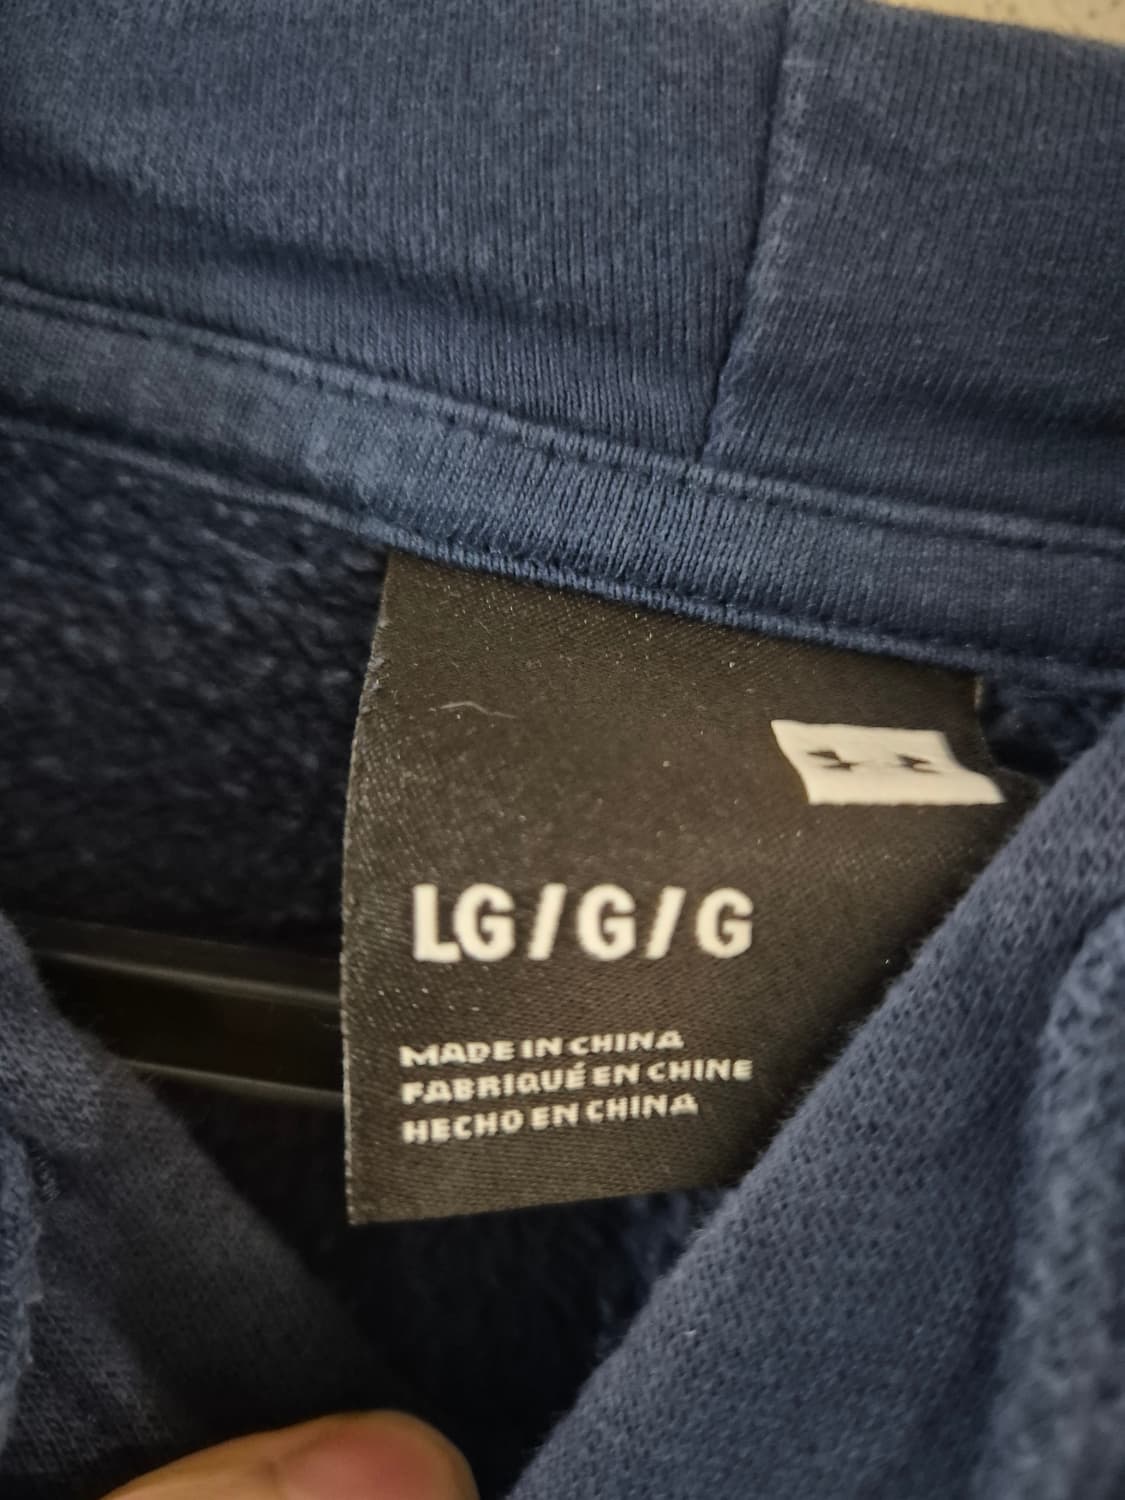 LG/G/G
MADE IN CHINA
FABRIQUÉ EN CHINE
HECHO EN CHINA